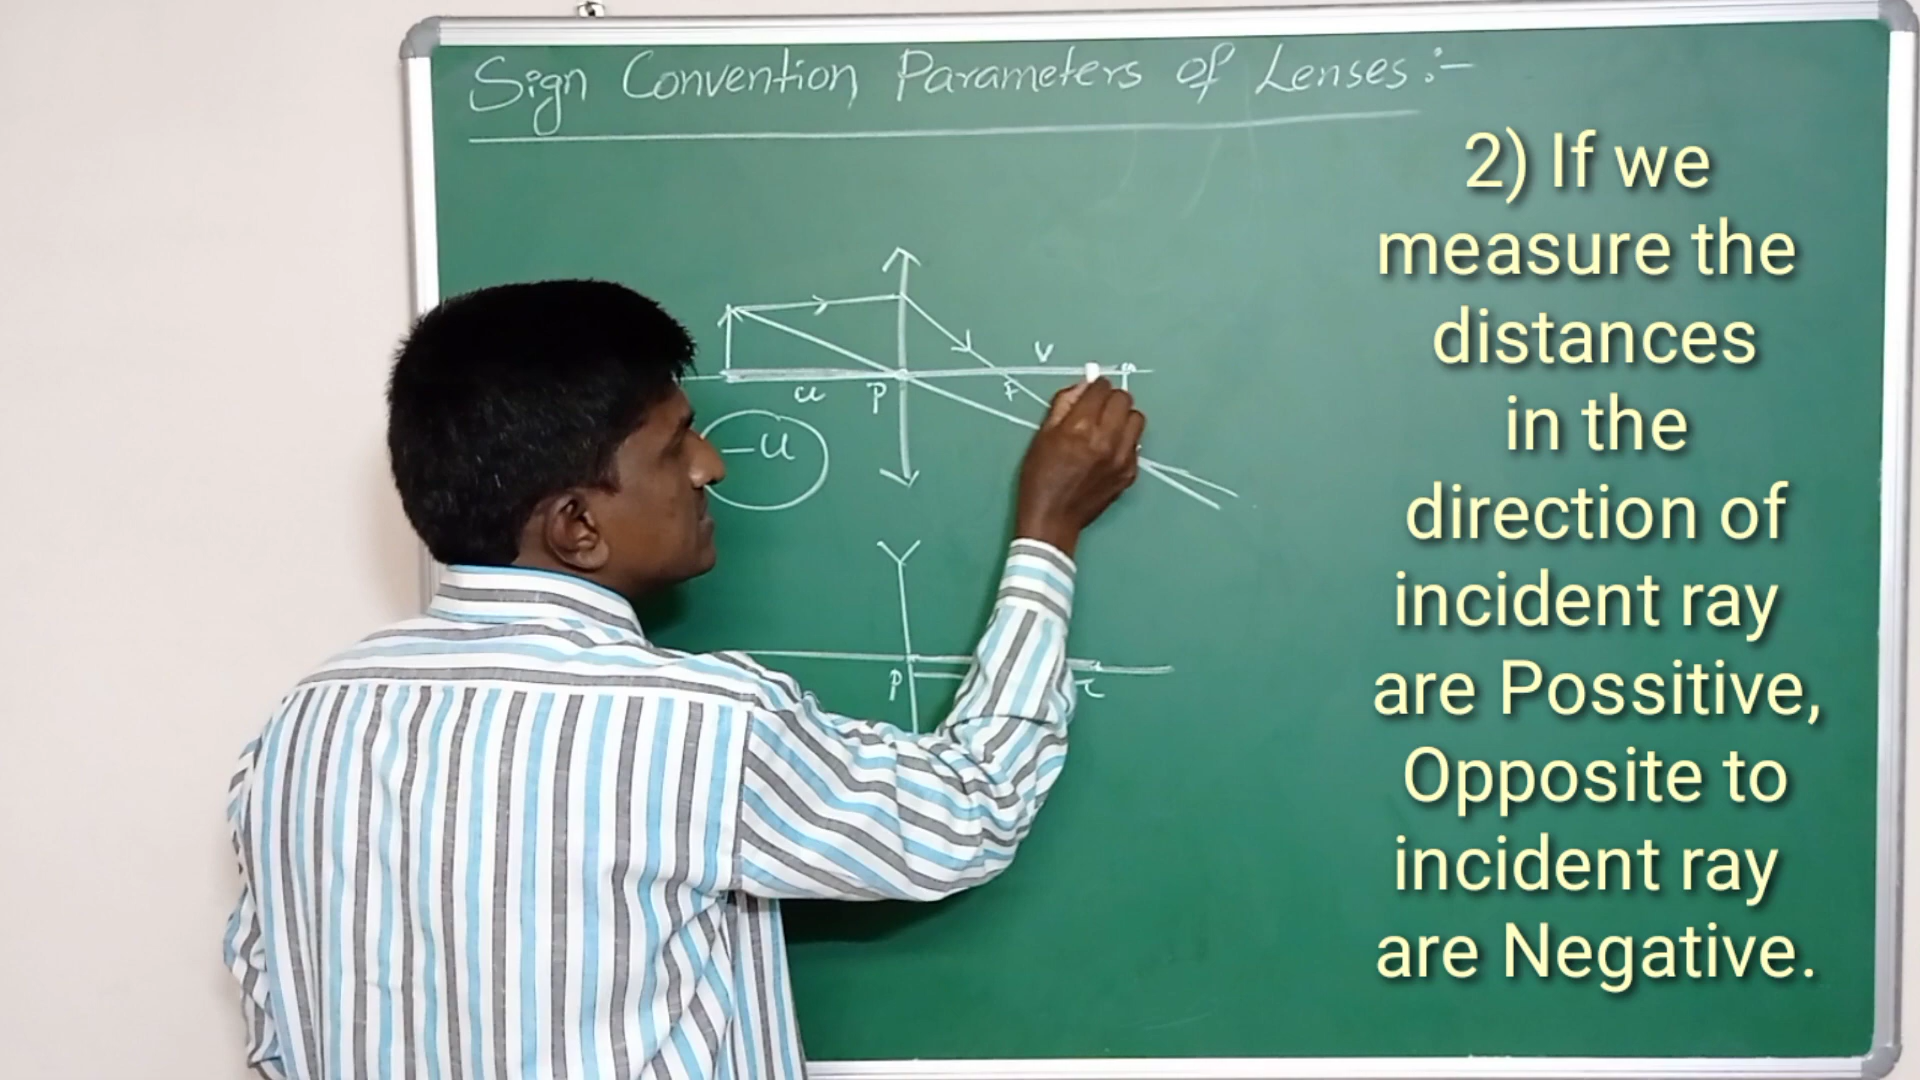 Sign Convention Parameters of Lenses:-
2) If we
measure the
distances
in the
direction of
incident ray
are Possitive,
Opposite to
incident ray
are Negative.
v
u P F
-u
P